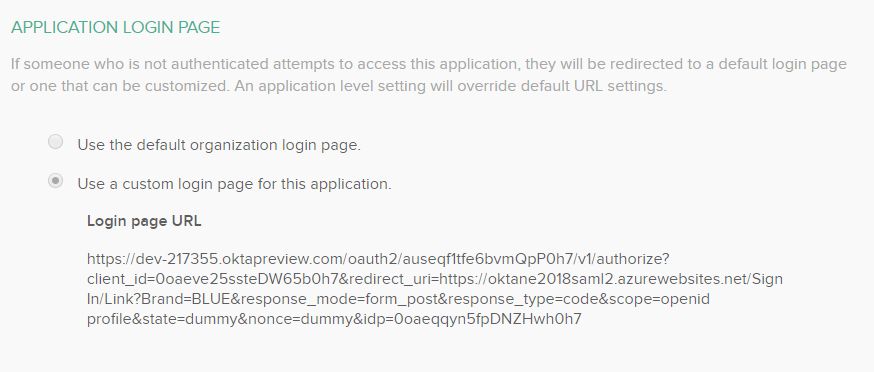 APPLICATION LOGIN PAGE
If someone who is not authenticated attempts to access this application, they will be redirected to a default login page
or one that can be customized. An application level setting will override default URL settings.
Use the default organization login page.
Use a custom login page for this application.
Login page URL
https://dev-217355.oktapreview.com/oauth2/auseqf1tfe6bvmQpP0h7/v1/authorize?
client_id=0oaeve25ssteDW65b0h7&redirect_uri=https://oktane2018saml2.azurewebsites.net/Sign
In/Link?Brand=BLUE&response_mode=form_post&response_type=code&scope=openid
profile&state=dummy&nonce=dummy&idp=0oaeqqyn5fpDNZHwh0h7